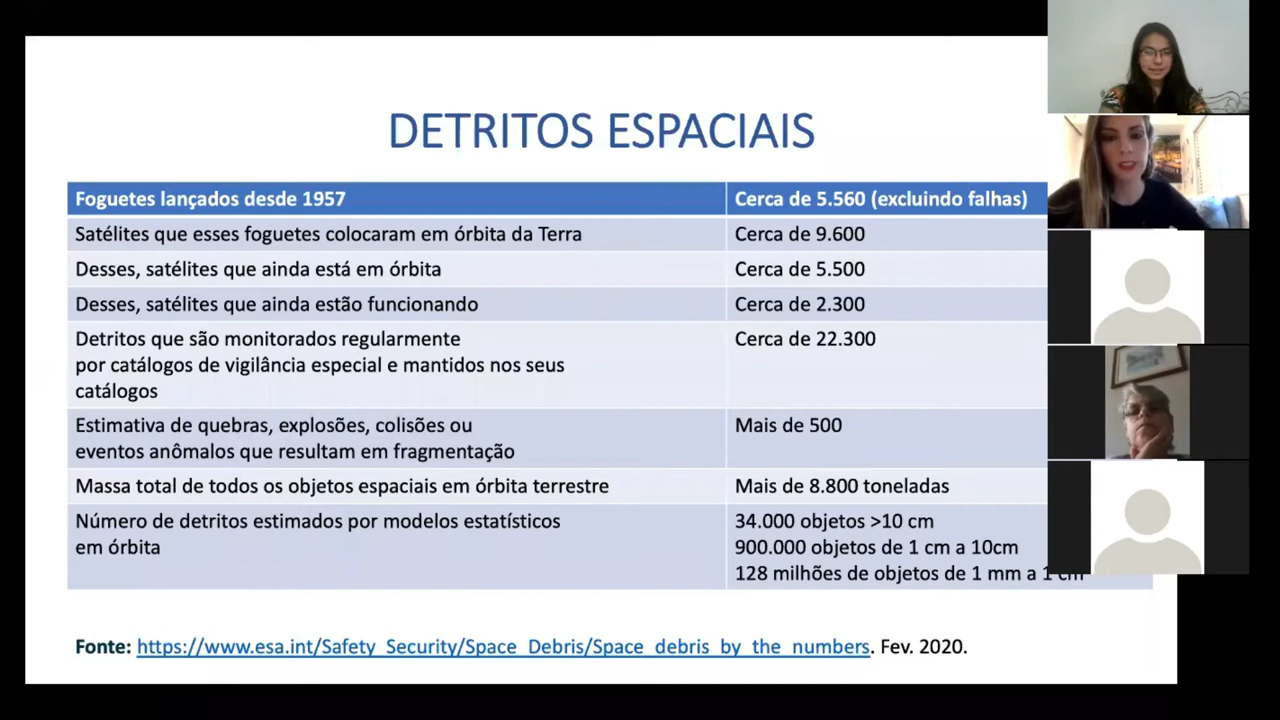 DETRITOS ESPACIAIS
Foguetes lançados desde 1957
Cerca de 5.560 (excluindo falhas)
Satélites que esses foguetes colocaram em órbita da Terra
Cerca de 9.600
Desses, satélites que ainda está em órbita
Cerca de 5.500
Desses, satélites que ainda estão funcionando
Cerca de 2.300
Detritos que são monitorados regularmente
por catálogos de vigilância especial e mantidos nos seus
catálogos
Cerca de 22.300
Estimativa de quebras, explosões, colisões ou
eventos anômalos que resultam em fragmentação
Mais de 500
Massa total de todos os objetos espaciais em órbita terrestre
Mais de 8.800 toneladas
Número de detritos estimados por modelos estatísticos
em órbita
34.000 objetos >10 cm
900.000 objetos de 1 cm a 10cm
128 milhões de objetos de 1 mm a 1 cm
Fonte: https://www.esa.int/Safety_Security/Space_Debris/Space_debris_by_the_numbers. Fev. 2020.